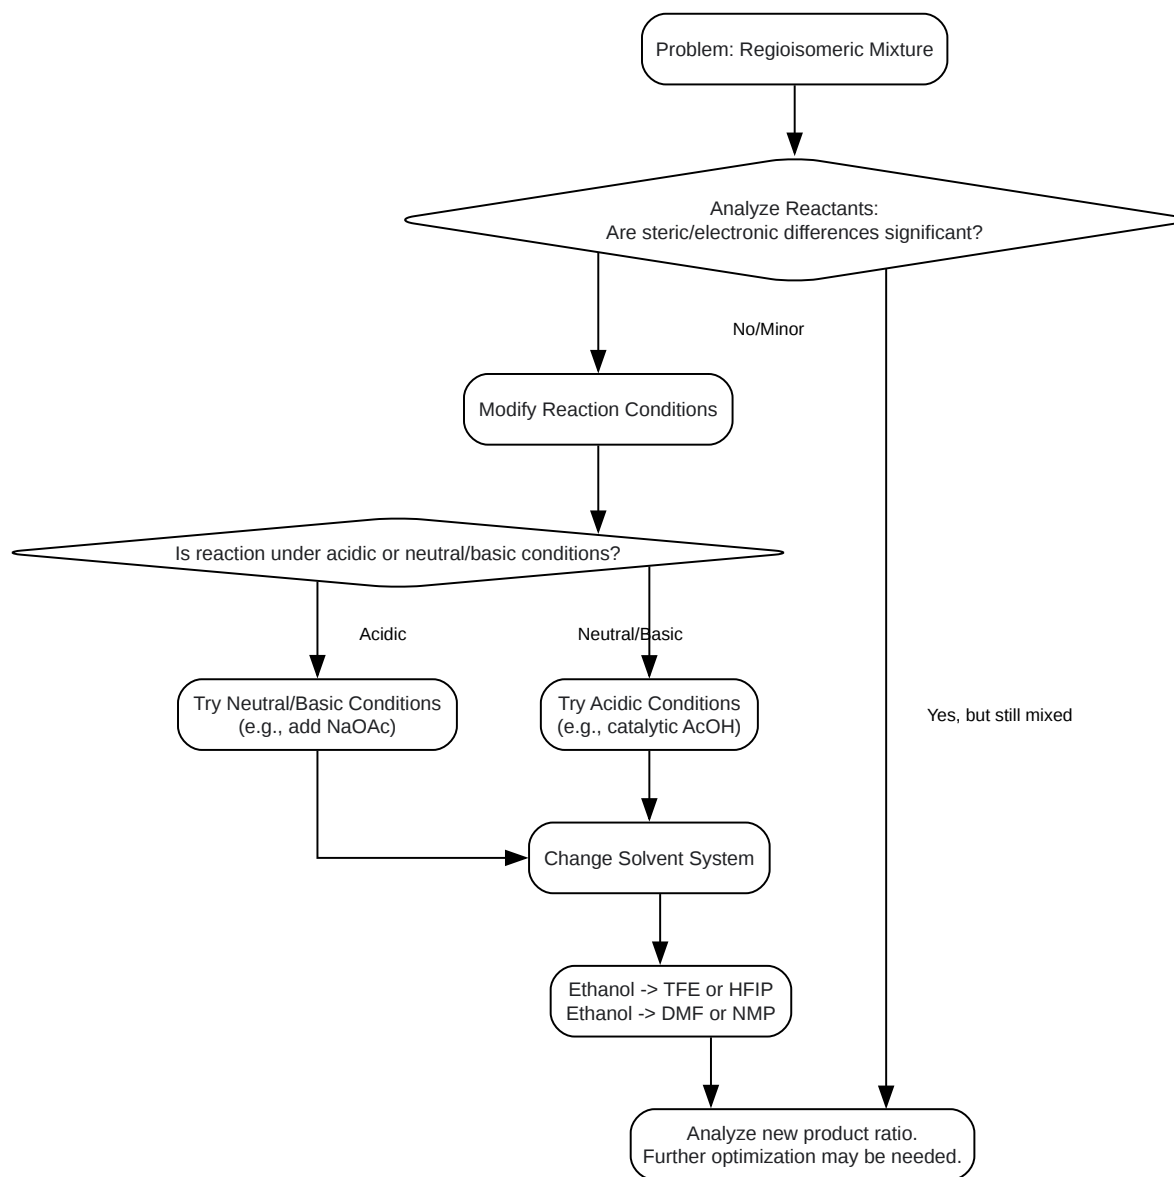 Problem: Regioisomeric Mixture
Analyze Reactants:
Are steric/electronic differences significant?
No/Minor
Modify Reaction Conditions
Is reaction under acidic or neutral/basic conditions?
Acidic
Neutral/Basic
Try Neutral/Basic Conditions
(e.g., add NaOAc)
Try Acidic Conditions
(e.g., catalytic AcOH)
Yes, but still mixed
Change Solvent System
Ethanol -> TFE or HFIP
Ethanol -> DMF or NMP
Analyze new product ratio.
Further optimization may be needed.